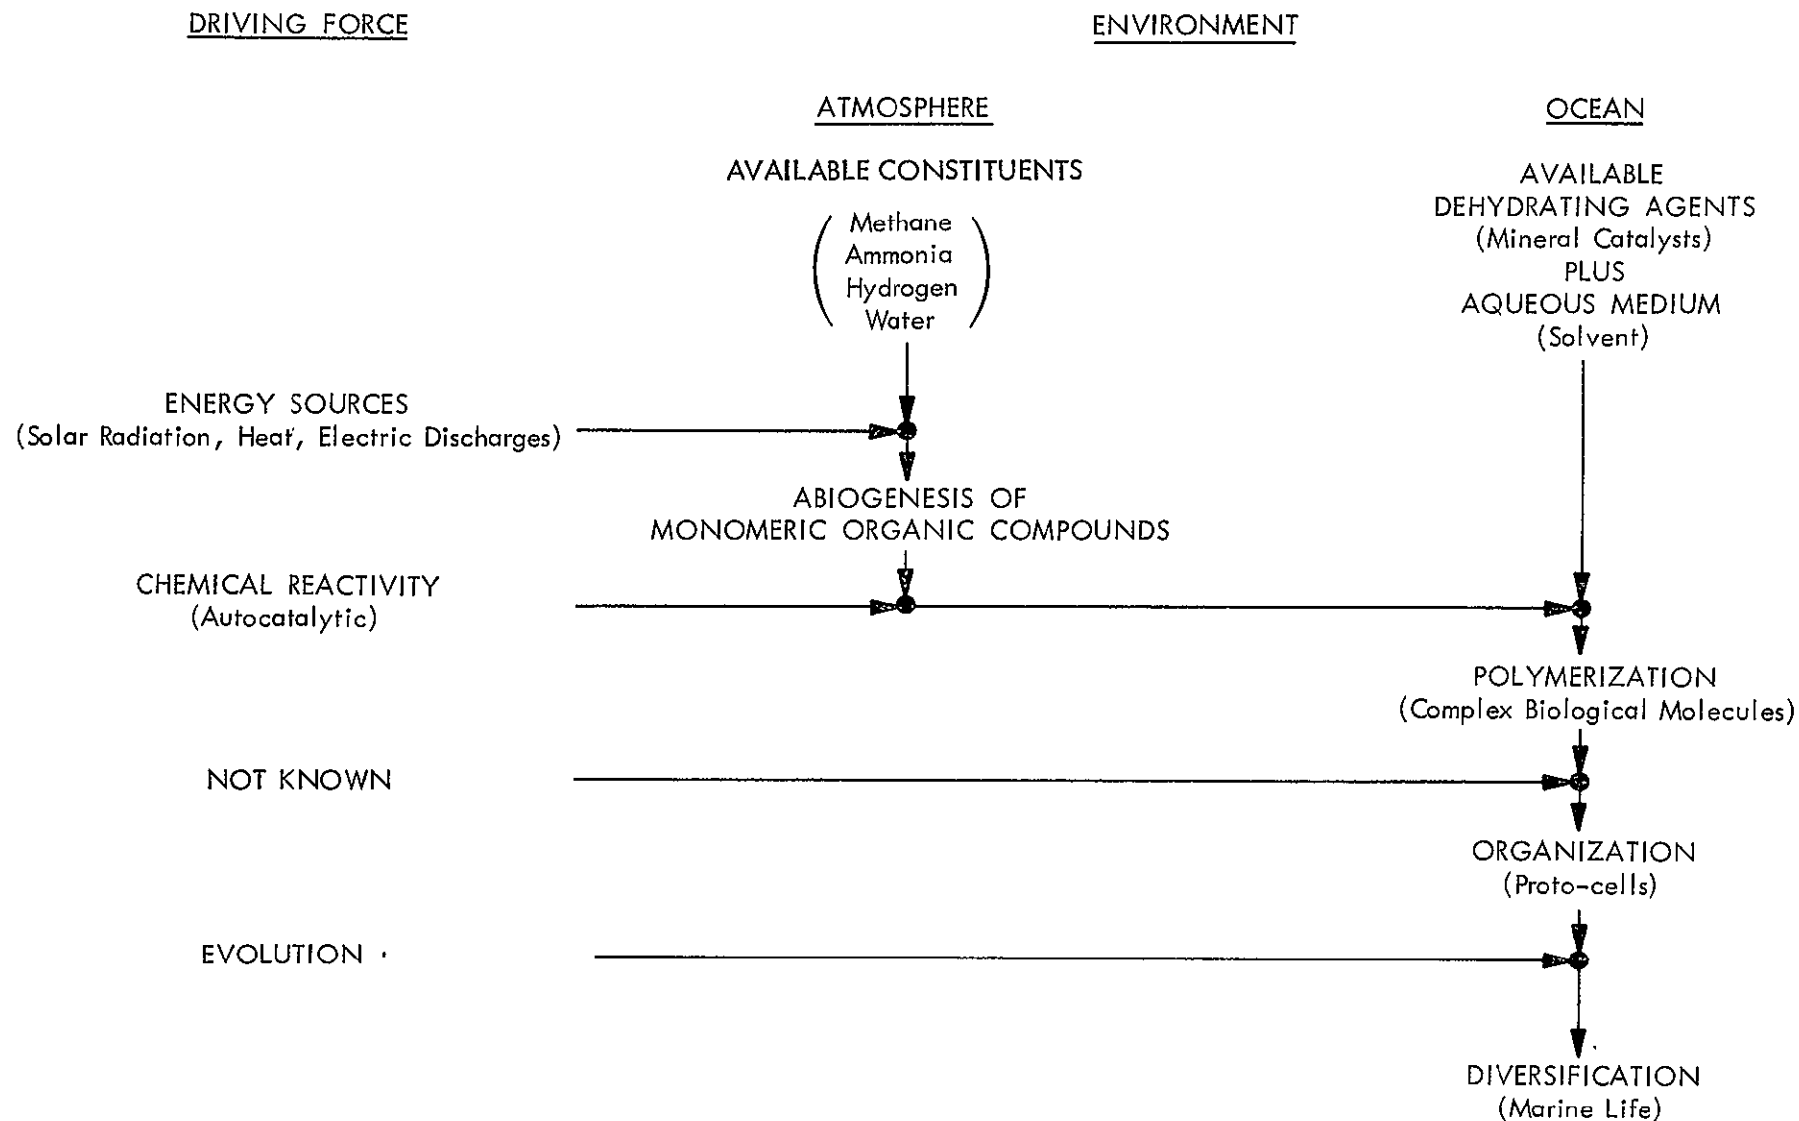 DRIVING FORCE
ENVIRONMENT
ATMOSPHERE
OCEAN
AVAILABLE CONSTITUENTS
Methane
Ammonia
Hydrogen
Water
AVAILABLE
DEHYDRATING AGENTS
(Mineral Catalysts)
PLUS
AQUEOUS MEDIUM
(Solvent)
ENERGY SOURCES
(Solar Radiation, Heat, Electric Discharges)
ABIOGENESIS OF
MONOMERIC ORGANIC COMPOUNDS
CHEMICAL REACTIVITY
(Autocatalytic)
POLYMERIZATION
(Complex Biological Molecules)
NOT KNOWN
ORGANIZATION
(Proto-cells)
EVOLUTION
DIVERSIFICATION
(Marine Life)